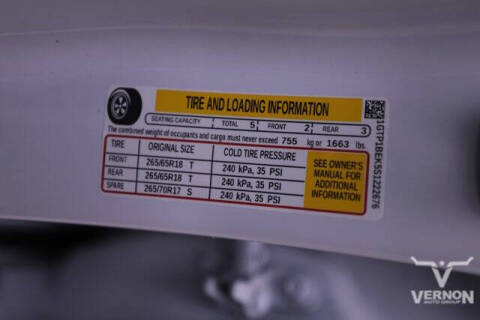 TIRE AND LOADING INFORMATION
SEATING CAPACITY TOTAL 5 FRONT 2 REAR 3
The combined weight of occupants and cargo must never exceed 755 kg or 1663 lbs.
TIRE ORIGINAL SIZE COLD TIRE PRESSURE
FRONT 265/65R18 T 240 kPa, 35 PSI
REAR 265/65R18 T 240 kPa, 35 PSI
SPARE 265/70R17 S 240 kPa, 35 PSI
SEE OWNER'S
MANUAL FOR
ADDITIONAL
INFORMATION
1GTP1BEK5S1222676
VERNON
AUTO GROUP